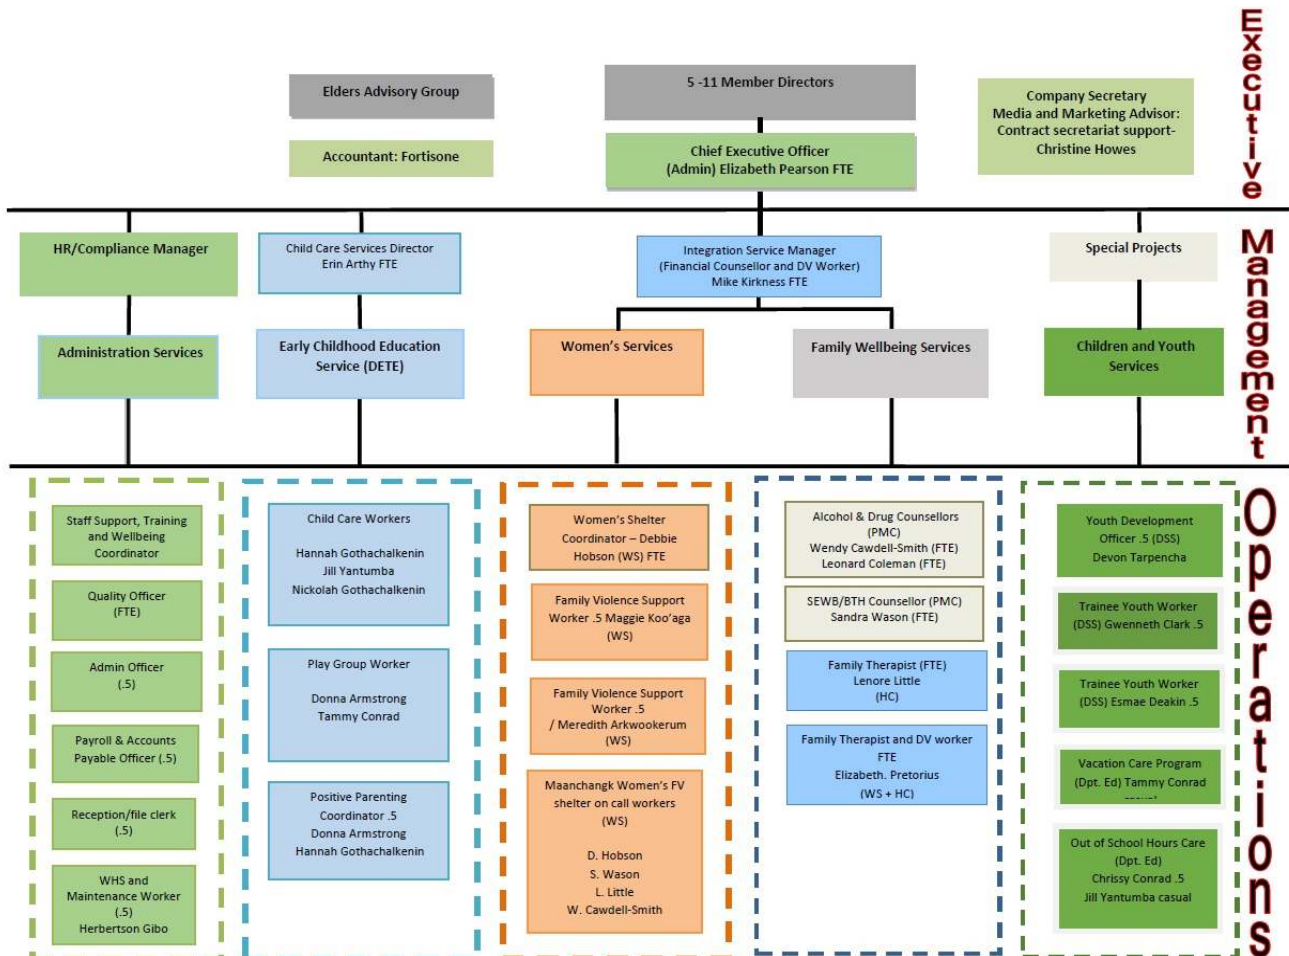 Executive
Elders Advisory Group
5 -11 Member Directors
Company Secretary
Media and Marketing Advisor:
Contract secretariat support-
Christine Howes
Accountant: Fortisone
Chief Executive Officer
(Admin) Elizabeth Pearson FTE
Management
HR/Compliance Manager
Child Care Services Director
Erin Arthy FTE
Integration Service Manager
(Financial Counsellor and DV Worker)
Mike Kirkness FTE
Special Projects
Administration Services
Early Childhood Education
Service (DETE)
Women's Services
Family Wellbeing Services
Children and Youth
Services
Operations
Staff Support, Training
and Wellbeing
Coordinator
Quality Officer
(FTE)
Admin Officer
(.5)
Payroll & Accounts
Payable Officer (.5)
Reception/file clerk
(.5)
WHS and
Maintenance Worker
(.5)
Herbertson Gibo
Child Care Workers
Hannah Gothachalkenin
Jill Yantumba
Nickolah Gothachalkenin
Play Group Worker
Donna Armstrong
Tammy Conrad
Positive Parenting
Coordinator .5
Donna Armstrong
Hannah Gothachalkenin
Women's Shelter
Coordinator – Debbie
Hobson (WS) FTE
Family Violence Support
Worker .5 Maggie Koo'aga
(WS)
Family Violence Support
Worker .5
/ Meredith Arkwookerum
(WS)
Maanchangk Women's FV
shelter on call workers
(WS)
D. Hobson
S. Wason
L. Little
W. Cawdell-Smith
Alcohol & Drug Counsellors
(PMC)
Wendy Cawdell-Smith (FTE)
Leonard Coleman (FTE)
SEWB/BTH Counsellor (PMC)
Sandra Wason (FTE)
Family Therapist (FTE)
Lenore Little
(HC)
Family Therapist and DV worker
FTE
Elizabeth. Pretorius
(WS + HC)
Youth Development
Officer .5 (DSS)
Devon Tarpencha
Trainee Youth Worker
(DSS) Gwenneth Clark .5
Trainee Youth Worker
(DSS) Esmae Deakin .5
Vacation Care Program
(Dpt. Ed) Tammy Conrad
Out of School Hours Care
(Dpt. Ed)
Chrissy Conrad .5
Jill Yantumba casual